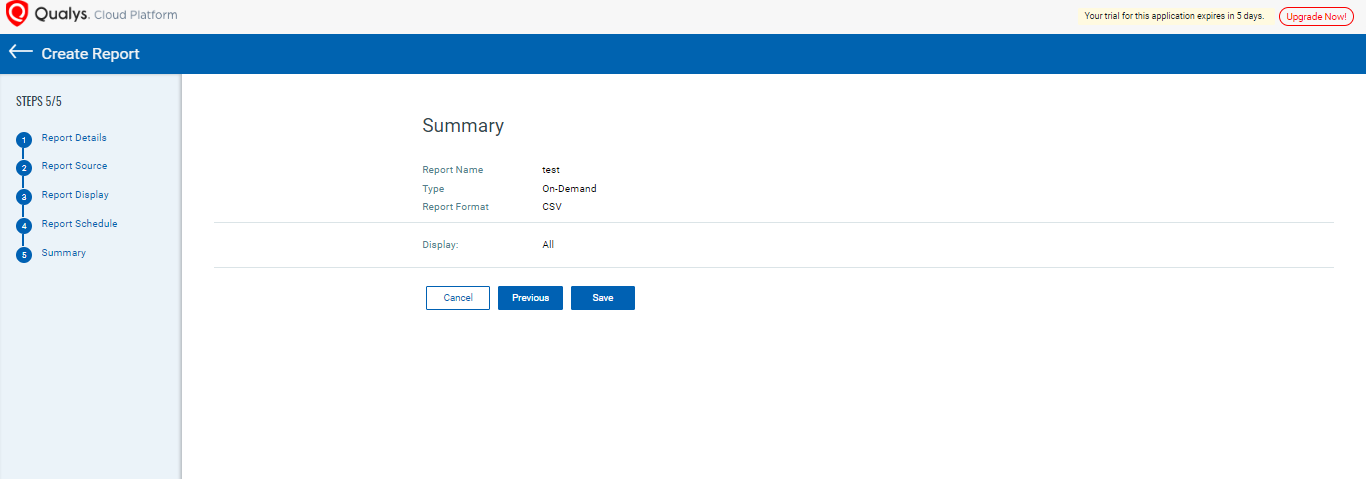 Qualys. Cloud Platform
Your trial for this application expires in 5 days. Upgrade Now!
Create Report
STEPS 5/5
1 Report Details
2 Report Source
3 Report Display
4 Report Schedule
5 Summary
Summary
Report Name test
Type On-Demand
Report Format CSV
Display: All
Cancel Previous Save